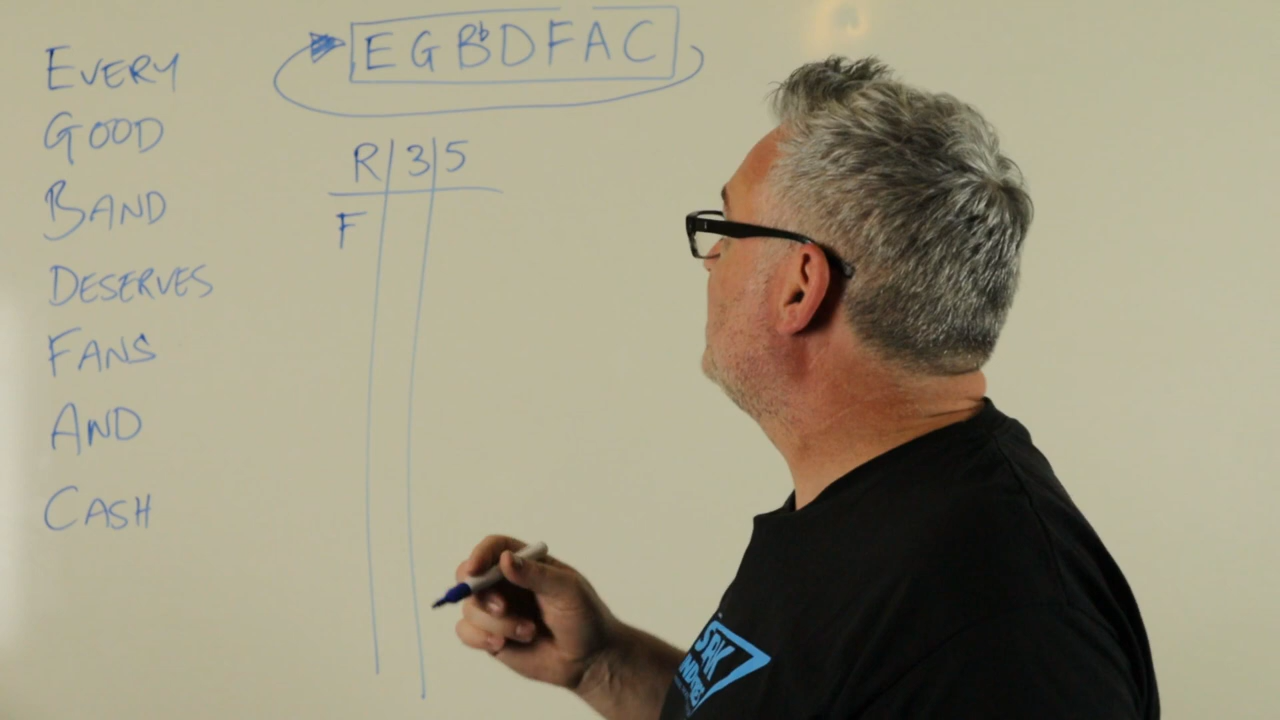 EVERY
GOOD
BAND
DESERVES
FANS
AND
CASH
E G B♭ D F A C
R 3 5
F